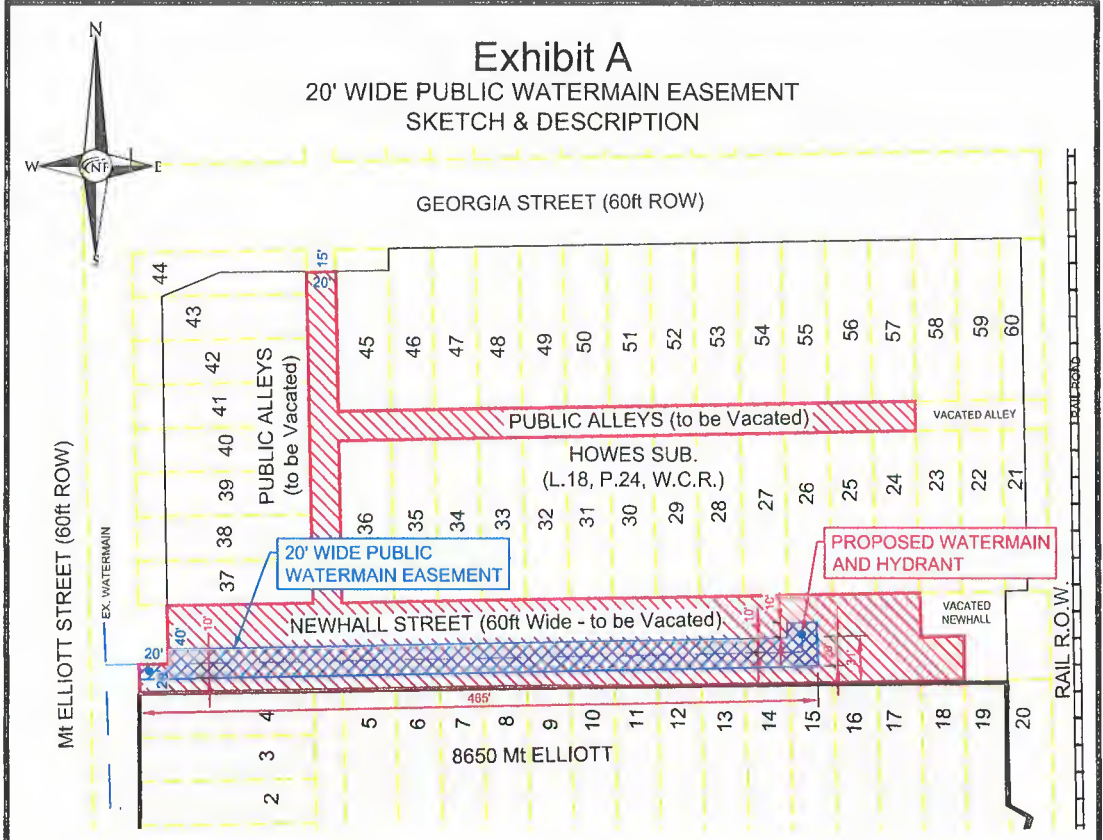 N
W
E
S
NF
Exhibit A
20' WIDE PUBLIC WATERMAIN EASEMENT
SKETCH & DESCRIPTION
GEORGIA STREET (60ft ROW)
44
43
42
41
40
39
38
37
15'
20'
PUBLIC ALLEYS
(to be Vacated)
45
46
47
48
49
50
51
52
53
54
55
56
57
58
59
60
PUBLIC ALLEYS (to be Vacated)
VACATED ALLEY
HOWES SUB.
(L.18, P.24, W.C.R.)
36
35
34
33
32
31
30
29
28
27
26
25
24
23
22
21
RAIL ROOD
RAIL R.O.W.
Mt ELLIOTT STREET (60ft ROW)
EX. WATERMAIN
20' WIDE PUBLIC
WATERMAIN EASEMENT
PROPOSED WATERMAIN
AND HYDRANT
NEWHALL STREET (60ft Wide - to be Vacated)
VACATED
NEWHALL
20'
40'
10'
10'
10'
465'
4
3
2
5
6
7
8
9
10
11
12
13
14
15
16
17
18
19
20
8650 Mt ELLIOTT